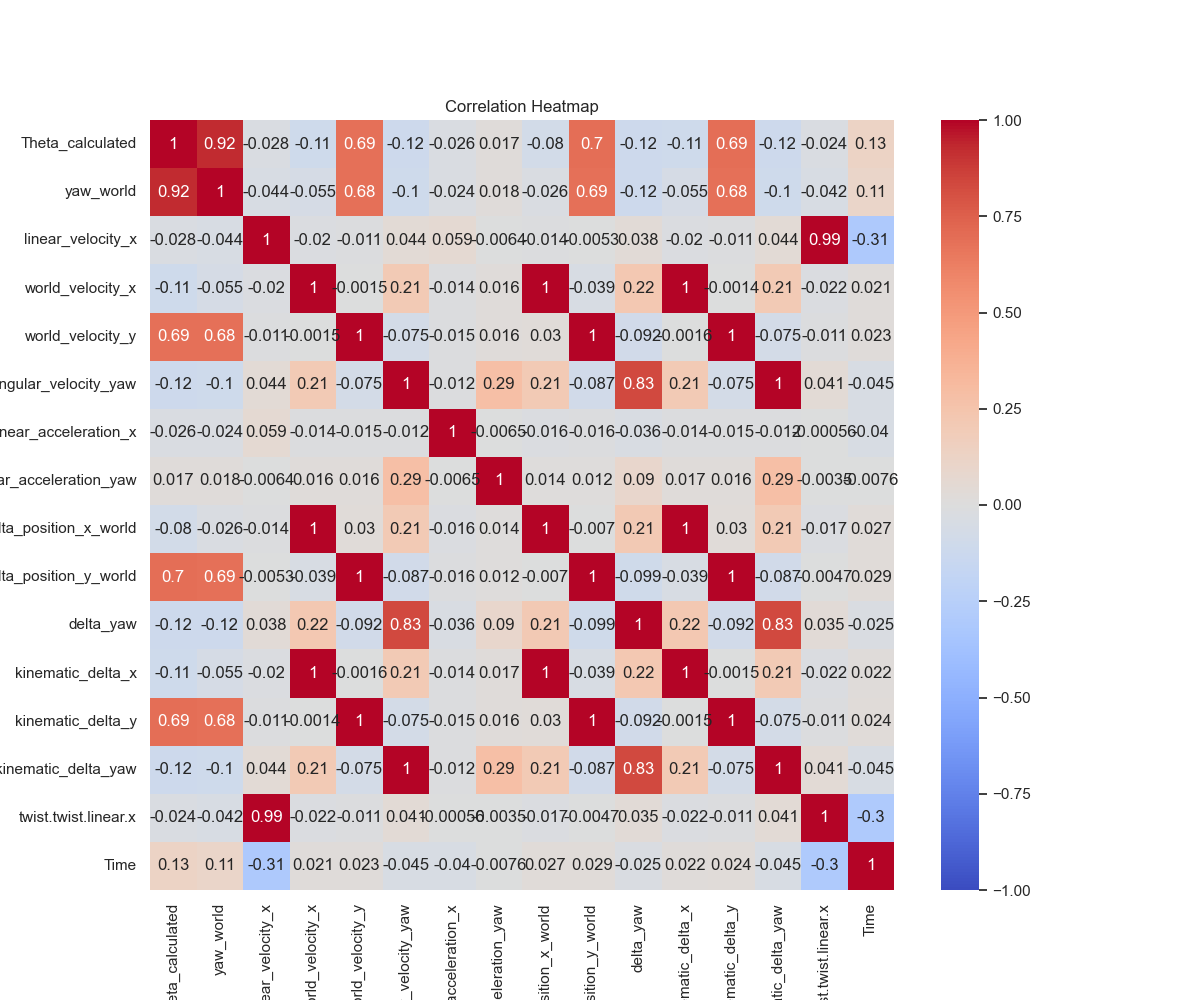 Correlation Heatmap
Theta_calculated 1 0.92 -0.028 -0.11 0.69 -0.12 -0.026 0.017 -0.08 0.7 -0.12 -0.11 0.69 -0.12 -0.024 0.13
yaw_world 0.92 1 -0.044 -0.055 0.68 -0.1 -0.024 0.018 -0.026 0.69 -0.12 -0.055 0.68 -0.1 -0.042 0.11
linear_velocity_x -0.028 -0.044 1 -0.02 -0.011 0.044 0.059 -0.0064 -0.014 -0.0053 0.038 -0.02 -0.011 0.044 0.99 -0.31
world_velocity_x -0.11 -0.055 -0.02 1 -0.0015 0.21 -0.014 0.016 1 -0.039 0.22 1 -0.0014 0.21 -0.022 0.021
world_velocity_y 0.69 0.68 -0.011 -0.0015 1 -0.075 -0.015 0.016 0.03 1 -0.092 -0.0016 1 -0.075 -0.011 0.023
ngular_velocity_yaw -0.12 -0.1 0.044 0.21 -0.075 1 -0.012 0.29 0.21 -0.087 0.83 0.21 -0.075 1 0.041 -0.045
near_acceleration_x -0.026 -0.024 0.059 -0.014 -0.015 -0.012 1 -0.0065 -0.016 -0.016 -0.036 -0.014 -0.015 -0.012 0.00056 -0.04
ar_acceleration_yaw 0.017 0.018 -0.0064 0.016 0.016 0.29 -0.0065 1 0.014 0.012 0.09 0.017 0.016 0.29 -0.0035 -0.0076
lta_position_x_world -0.08 -0.026 -0.014 1 0.03 0.21 -0.016 0.014 1 -0.007 0.21 1 0.03 0.21 -0.017 0.027
lta_position_y_world 0.7 0.69 -0.0053 -0.039 1 -0.087 -0.016 0.012 -0.007 1 -0.099 -0.039 1 -0.087 -0.0047 0.029
delta_yaw -0.12 -0.12 0.038 0.22 -0.092 0.83 -0.036 0.09 0.21 -0.099 1 0.22 -0.092 0.83 0.035 -0.025
kinematic_delta_x -0.11 -0.055 -0.02 1 -0.0016 0.21 -0.014 0.017 1 -0.039 0.22 1 -0.0015 0.21 -0.022 0.022
kinematic_delta_y 0.69 0.68 -0.011 -0.0014 1 -0.075 -0.015 0.016 0.03 1 -0.092 -0.0015 1 -0.075 -0.011 0.024
kinematic_delta_yaw -0.12 -0.1 0.044 0.21 -0.075 1 -0.012 0.29 0.21 -0.087 0.83 0.21 -0.075 1 0.041 -0.045
twist.twist.linear.x -0.024 -0.042 0.99 -0.022 -0.011 0.041 0.00056 -0.0035 -0.017 -0.0047 0.035 -0.022 -0.011 0.041 1 -0.3
Time 0.13 0.11 -0.31 0.021 0.023 -0.045 -0.04 -0.0076 0.027 0.029 -0.025 0.022 0.024 -0.045 -0.3 1
eta_calculated
yaw_world
ear_velocity_x
orld_velocity_x
orld_velocity_y
_velocity_yaw
acceleration_x
eleration_yaw
sition_x_world
sition_y_world
delta_yaw
ematic_delta_x
ematic_delta_y
atic_delta_yaw
st.twist.linear.x
Time
1.00
0.75
0.50
0.25
0.00
−0.25
−0.50
−0.75
−1.00